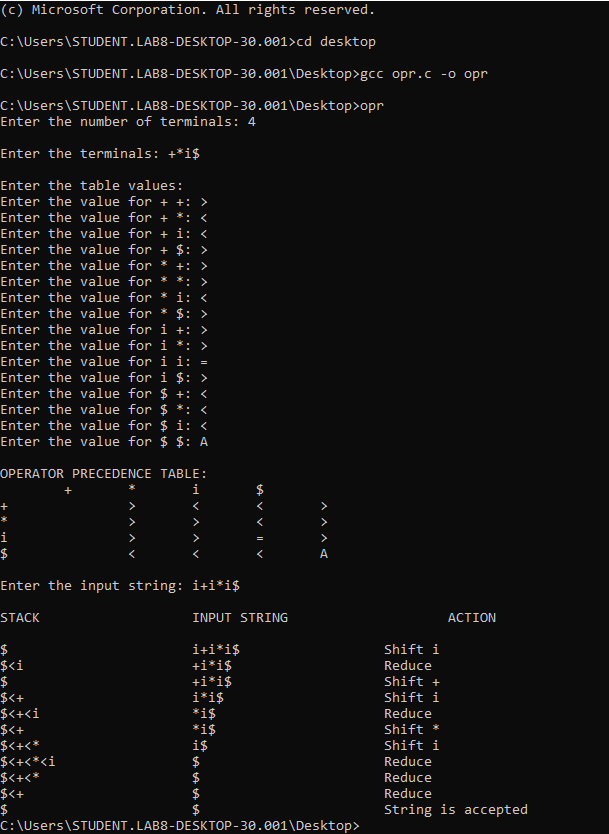 (c) Microsoft Corporation. All rights reserved.
C:\Users\STUDENT.LAB8-DESKTOP-30.001>cd desktop
C:\Users\STUDENT.LAB8-DESKTOP-30.001\Desktop>gcc opr.c -o opr
C:\Users\STUDENT.LAB8-DESKTOP-30.001\Desktop>opr
Enter the number of terminals: 4
Enter the terminals: +*i$
Enter the table values:
Enter the value for + +: >
Enter the value for + *: <
Enter the value for + i: <
Enter the value for + $: >
Enter the value for * +: >
Enter the value for * *: >
Enter the value for * i: <
Enter the value for * $: >
Enter the value for i +: >
Enter the value for i *: >
Enter the value for i i: =
Enter the value for i $: >
Enter the value for $ +: <
Enter the value for $ *: <
Enter the value for $ i: <
Enter the value for $ $: A
OPERATOR PRECEDENCE TABLE:
+ * i $
+ > < < >
* > > < >
i > > = >
$ < < < A
Enter the input string: i+i*i$
STACK INPUT STRING ACTION
$ i+i*i$ Shift i
$<i +i*i$ Reduce
$ +i*i$ Shift +
$<+ i*i$ Shift i
$<+<i *i$ Reduce
$<+ *i$ Shift *
$<+<* i$ Shift i
$<+<*<i $ Reduce
$<+<* $ Reduce
$<+ $ Reduce
$ $ String is accepted
C:\Users\STUDENT.LAB8-DESKTOP-30.001\Desktop>